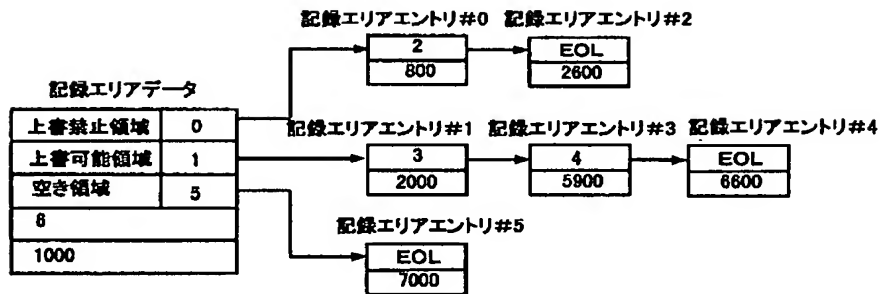 記録エリアエントリ#0 記録エリアエントリ#2
2
800
EOL
2600
記録エリアデータ
上書禁止領域 0
上書可能領域 1
空き領域 5
6
1000
記録エリアエントリ#1 記録エリアエントリ#3 記録エリアエントリ#4
3
2000
4
5900
EOL
6600
記録エリアエントリ#5
EOL
7000